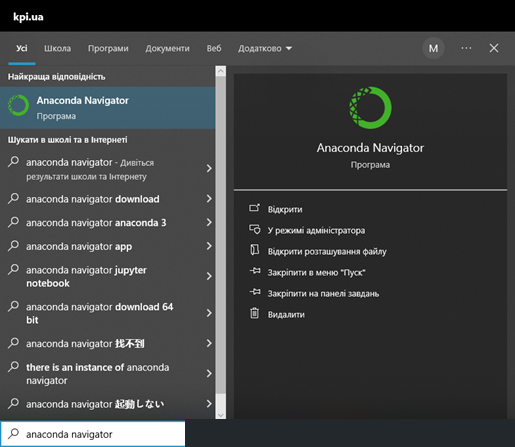 kpi.ua
Усі Школа Програми Документи Веб Додатково M
Найкраща відповідність
Anaconda Navigator
Програма
Шукати в школі та в Інтернеті
anaconda navigator - Дивіться
результати школи та Інтернету
anaconda navigator download
anaconda navigator anaconda 3
anaconda navigator app
anaconda navigator jupyter
notebook
anaconda navigator download 64
bit
anaconda navigator 找不到
there is an instance of anaconda
navigator
anaconda navigator 起動しない
anaconda navigator
Anaconda Navigator
Програма
Відкрити
У режимі адміністратора
Відкрити розташування файлу
Закріпити в меню "Пуск"
Закріпити на панелі завдань
Видалити